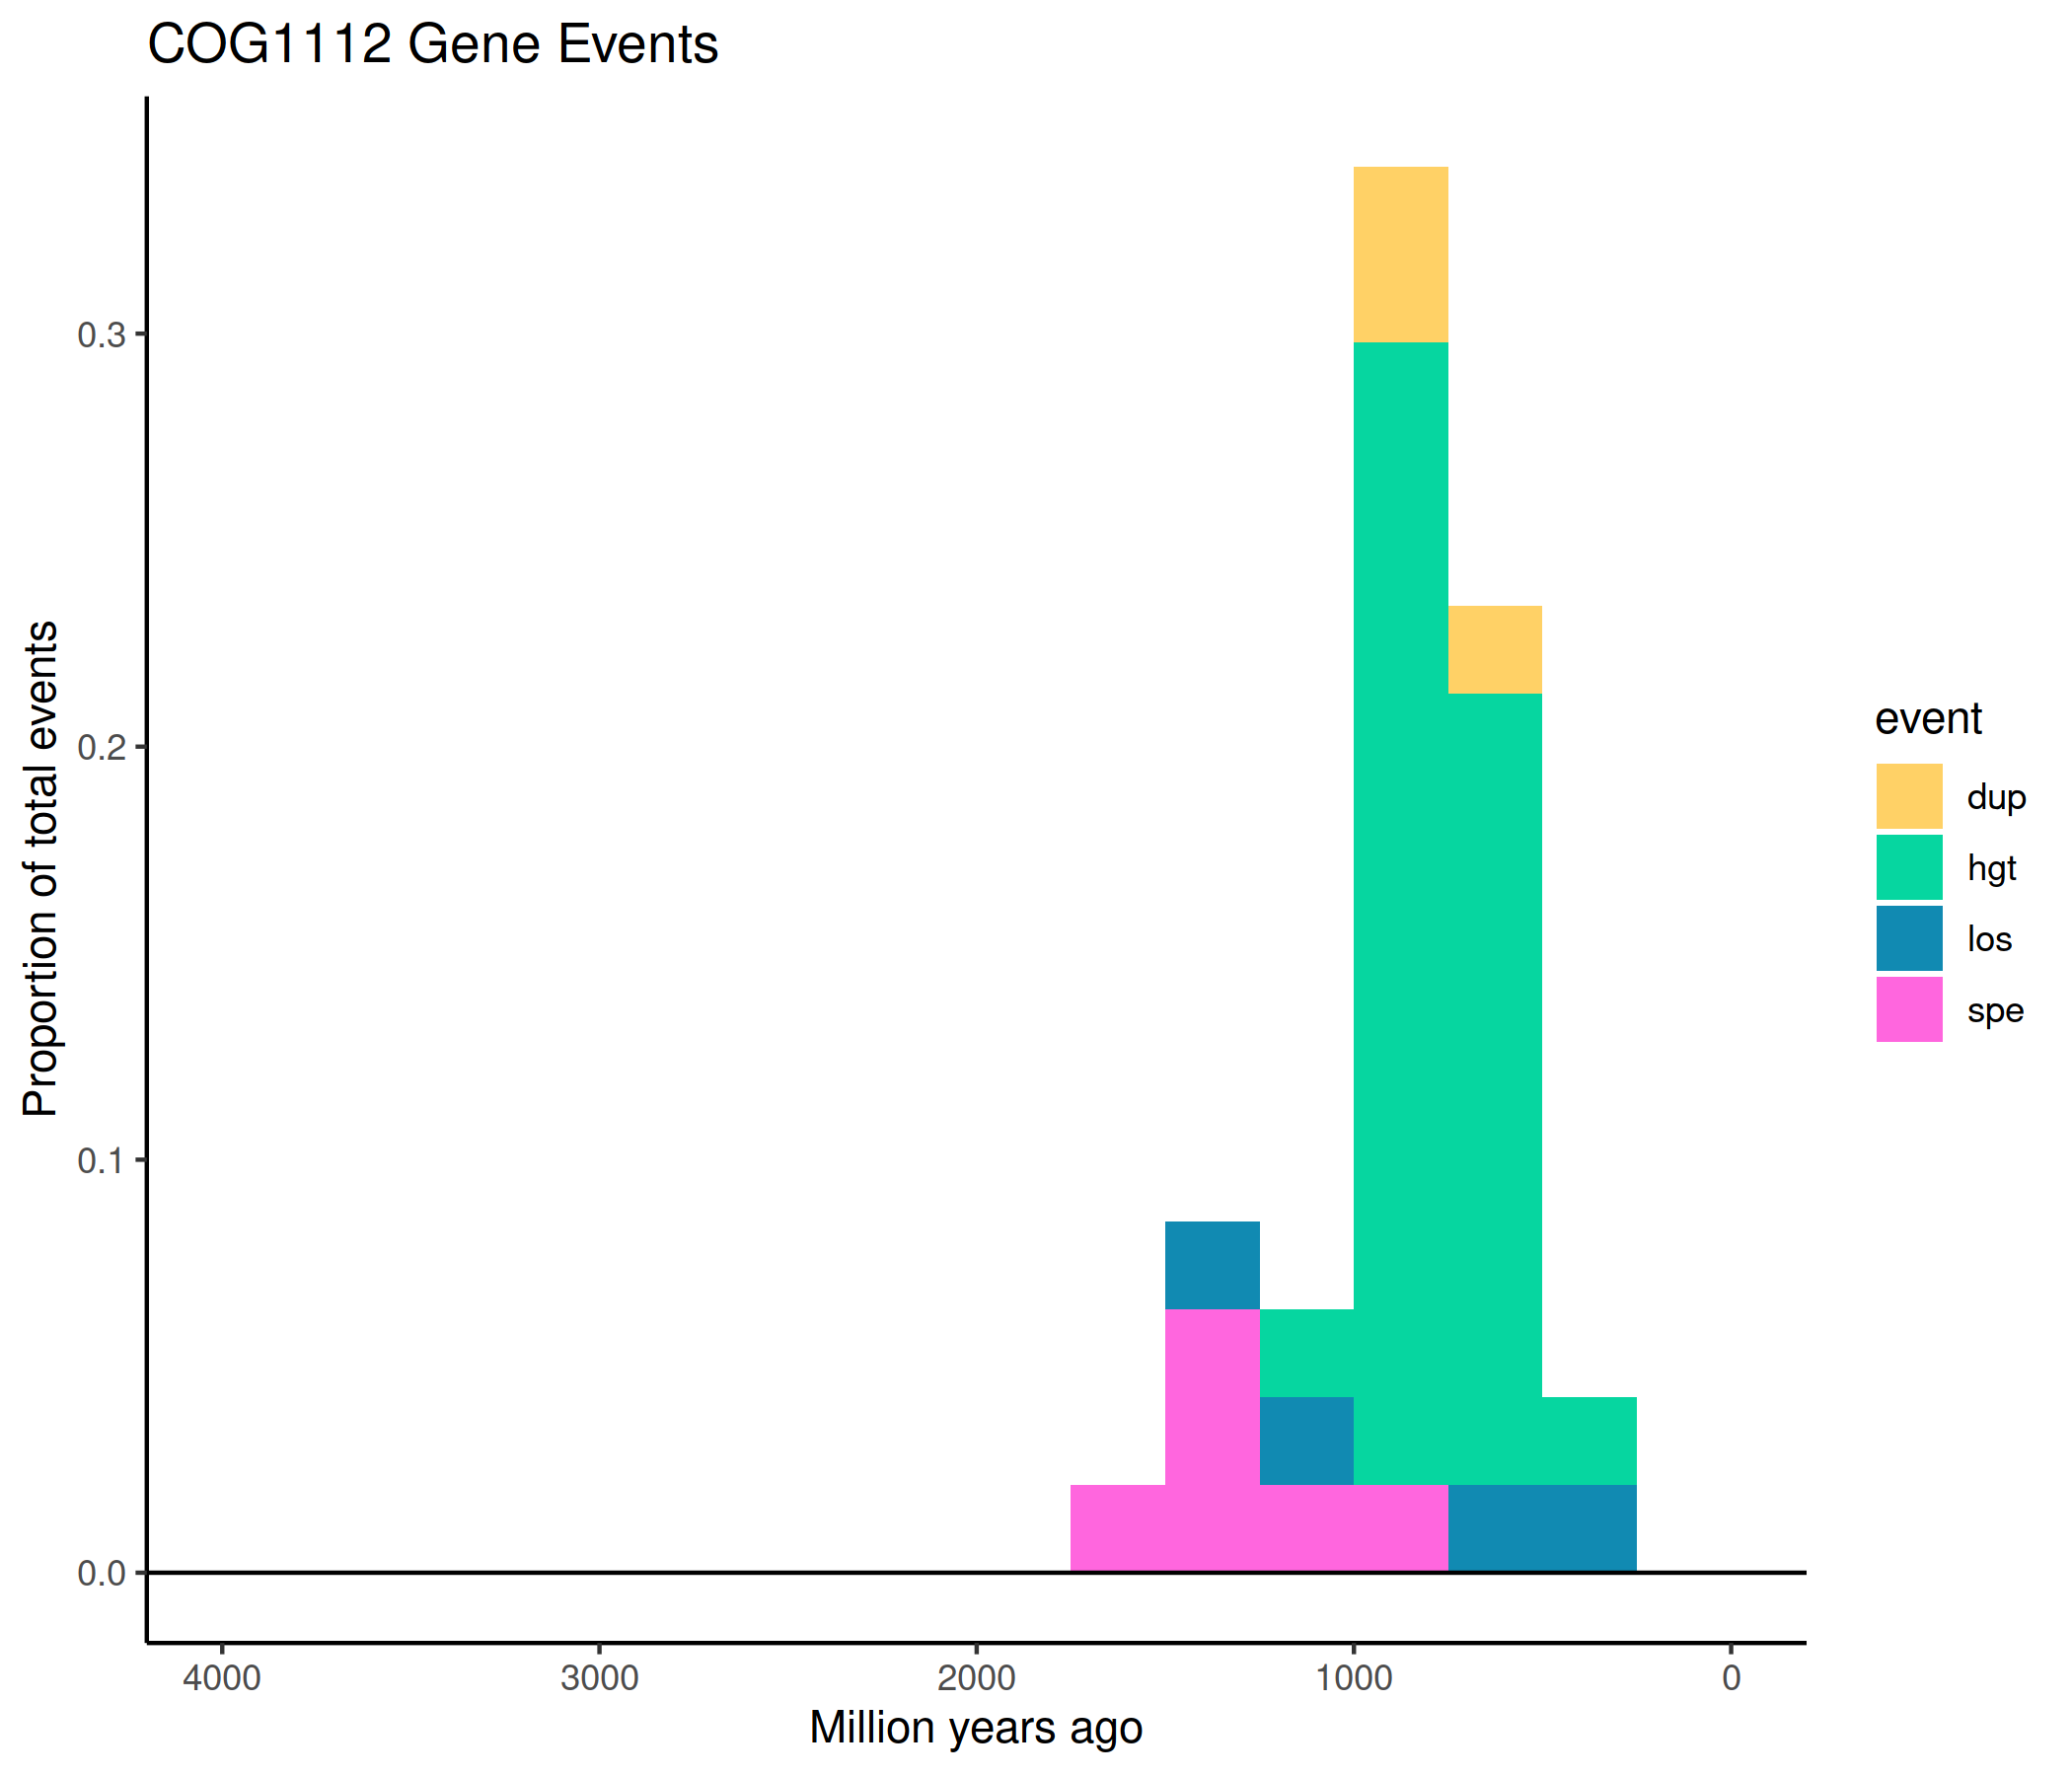 COG1112 Gene Events
Proportion of total events
0.3
0.2
0.1
0.0
4000 3000 2000 1000 0
Million years ago
event
dup
hgt
los
spe